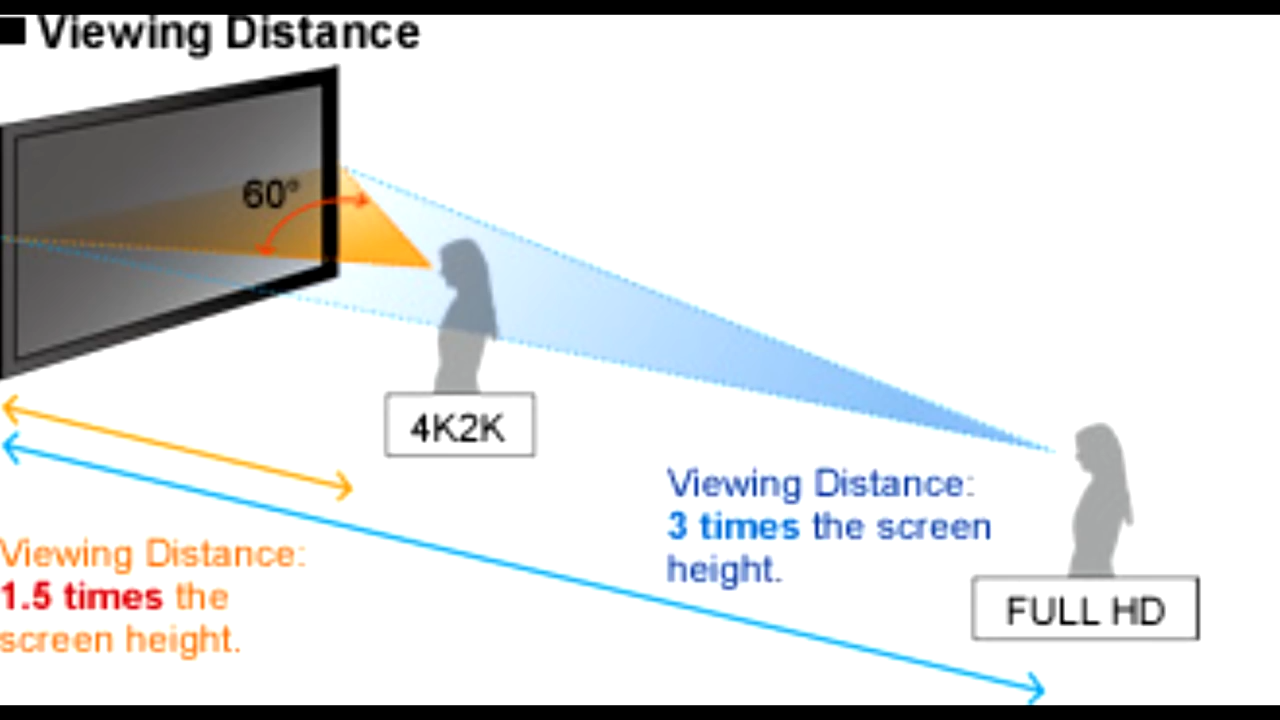 Viewing Distance
60°
4K2K
Viewing Distance:
3 times the screen
height.
Viewing Distance:
1.5 times the
screen height.
FULL HD